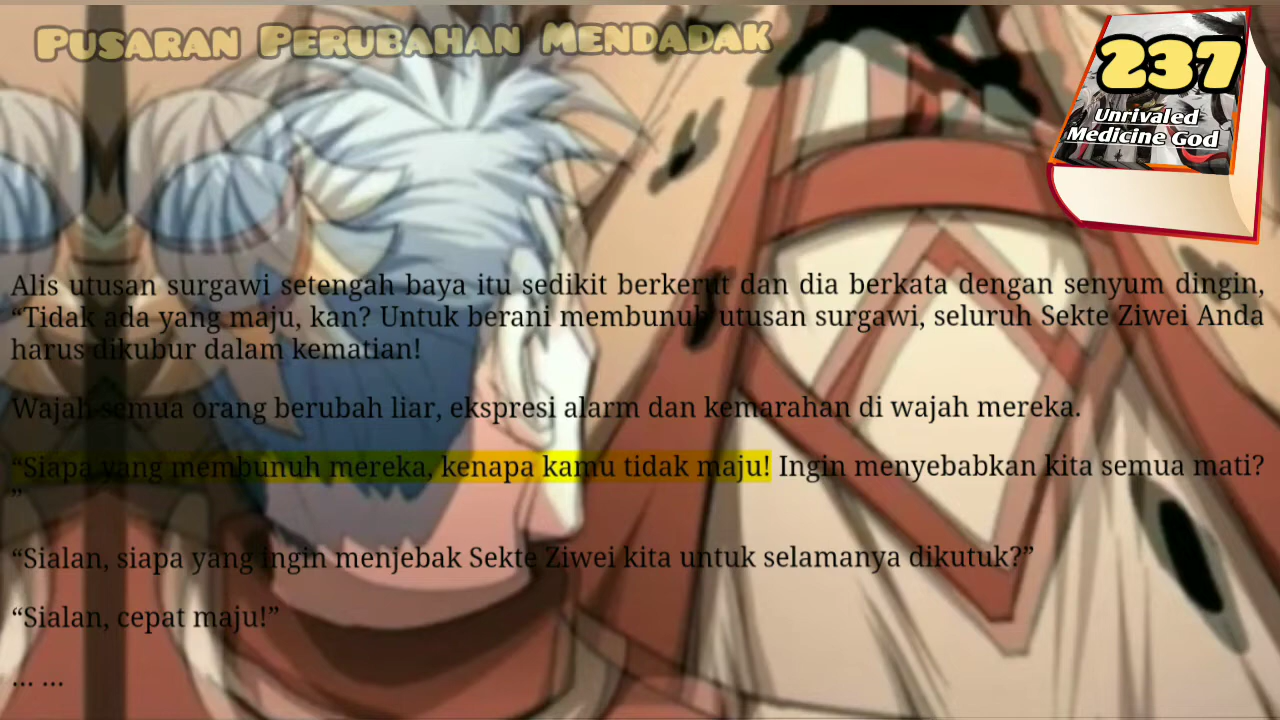 Pusaran Perubahan Mendadak
237
Unrivaled
Medicine God
Alis utusan surgawi setengah baya itu sedikit berkerut dan dia berkata dengan senyum dingin,
“Tidak ada yang maju, kan? Untuk berani membunuh utusan surgawi, seluruh Sekte Ziwei Anda
harus dikubur dalam kematian!
Wajah semua orang berubah liar, ekspresi alarm dan kemarahan di wajah mereka.
“Siapa yang membunuh mereka, kenapa kamu tidak maju! Ingin menyebabkan kita semua mati?
”
“Sialan, siapa yang ingin menjebak Sekte Ziwei kita untuk selamanya dikutuk?”
“Sialan, cepat maju!”
... ...